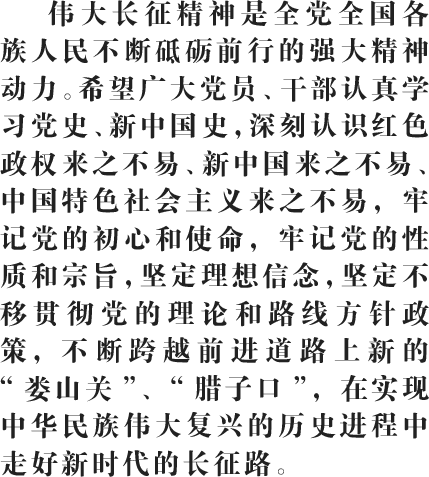 伟大长征精神是全党全国各
族人民不断砥砺前行的强大精神
动力。希望广大党员、干部认真学
习党史、新中国史，深刻认识红色
政权来之不易、新中国来之不易、
中国特色社会主义来之不易，牢
记党的初心和使命，牢记党的性
质和宗旨，坚定理想信念，坚定不
移贯彻党的理论和路线方针政
策，不断跨越前进道路上新的
“娄山关”、“腊子口”，在实现
中华民族伟大复兴的历史进程中
走好新时代的长征路。